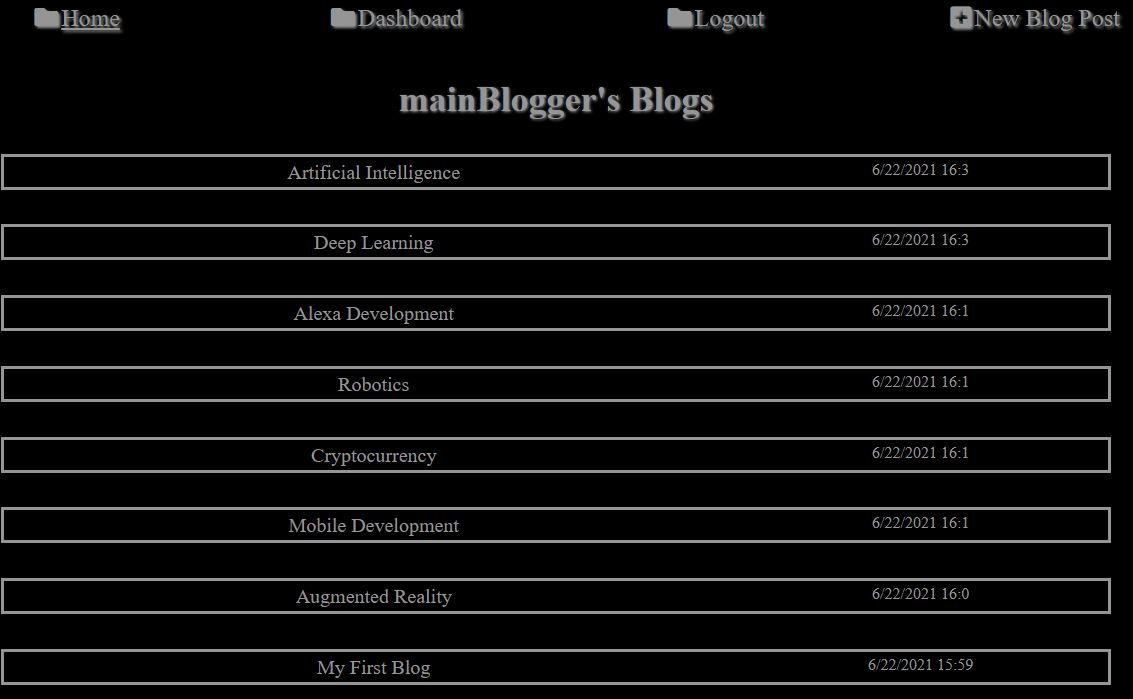 Home Dashboard Logout New Blog Post
mainBlogger's Blogs
Artificial Intelligence 6/22/2021 16:3
Deep Learning 6/22/2021 16:3
Alexa Development 6/22/2021 16:1
Robotics 6/22/2021 16:1
Cryptocurrency 6/22/2021 16:1
Mobile Development 6/22/2021 16:1
Augmented Reality 6/22/2021 16:0
My First Blog 6/22/2021 15:59